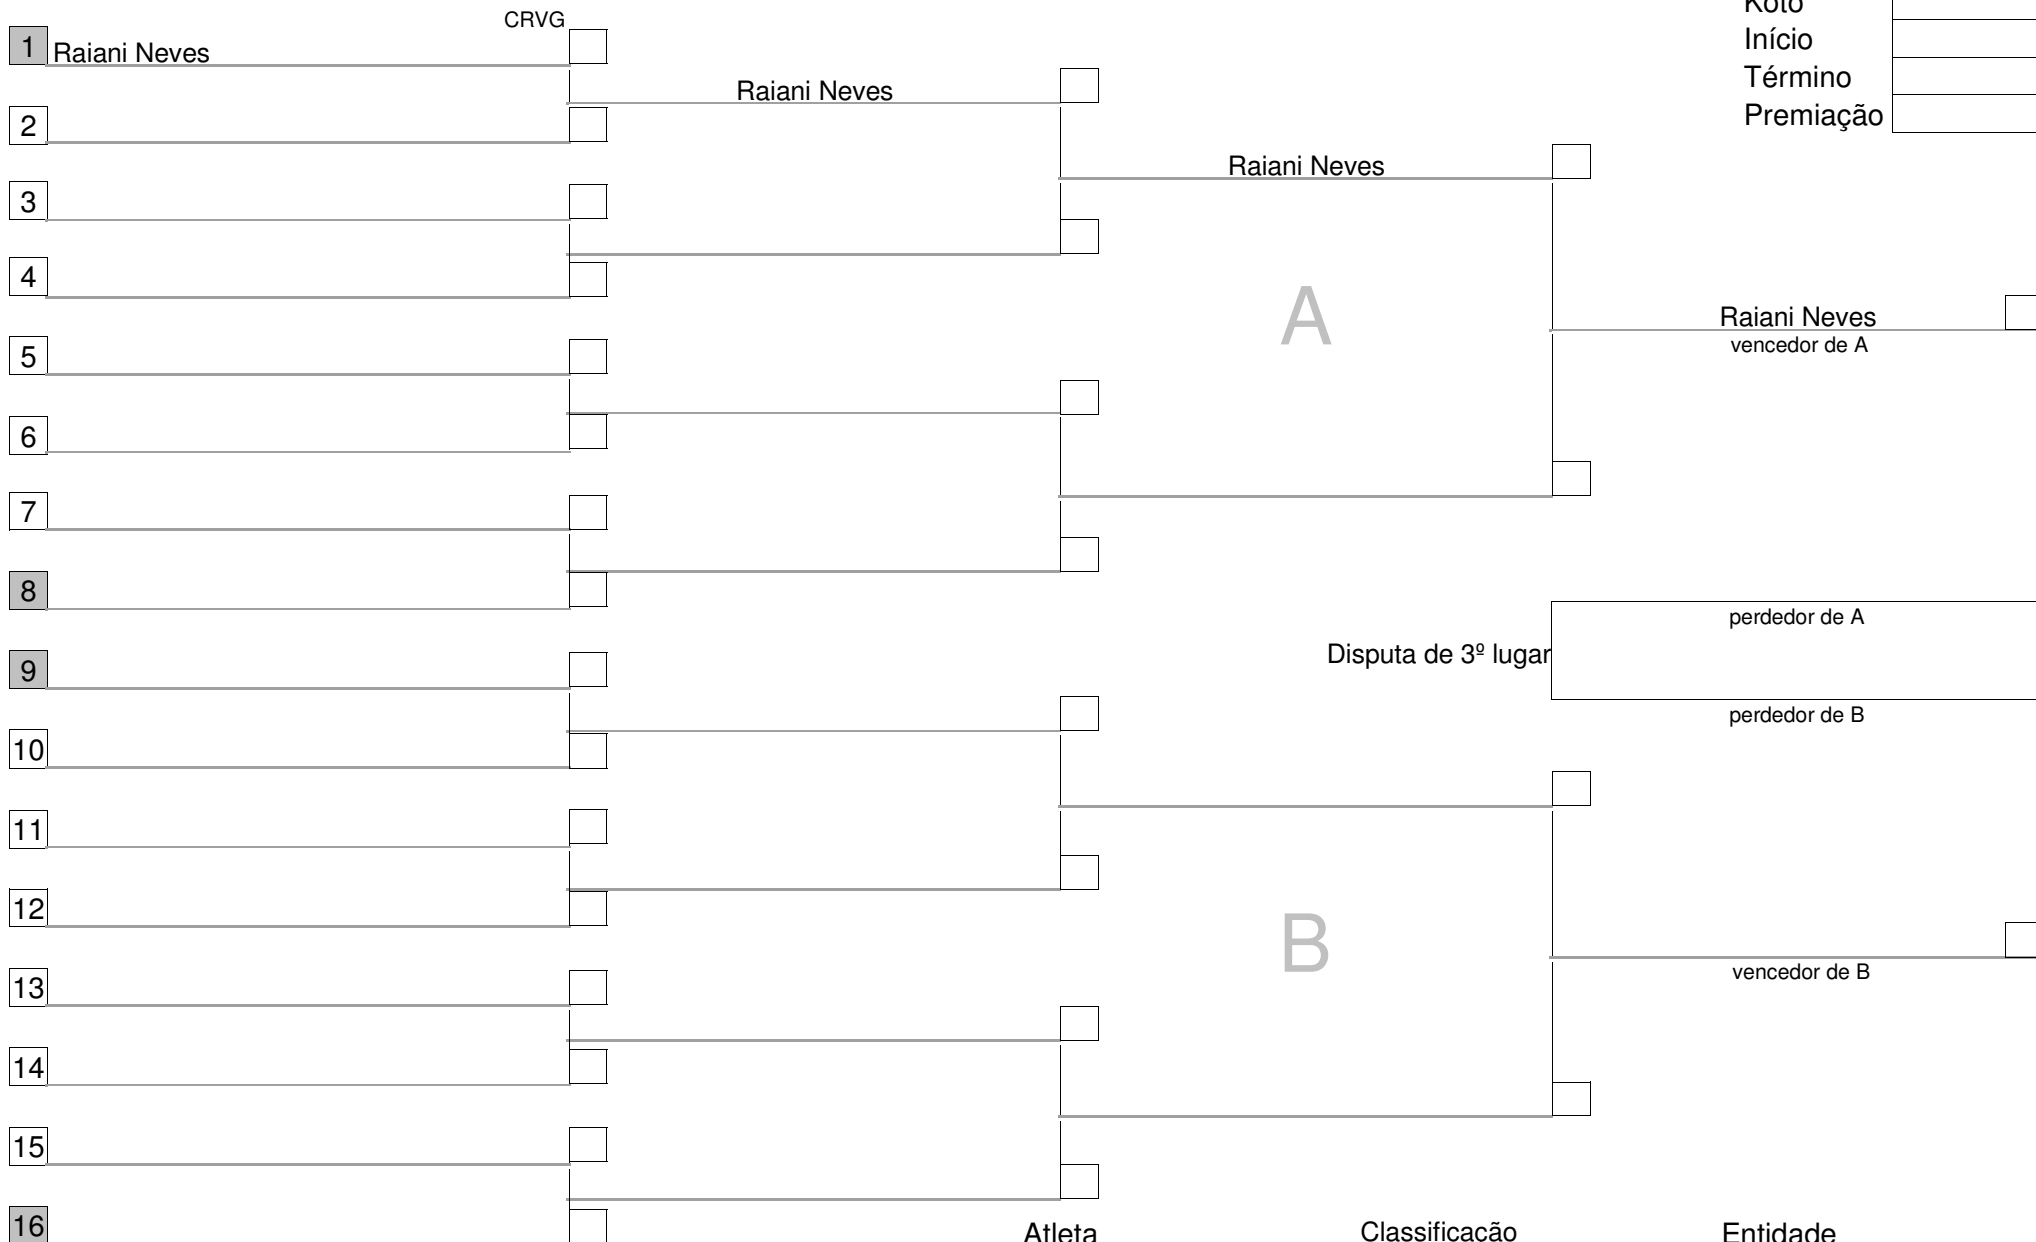 CRVG
Koto
1 Raiani Neves
Início
Raiani Neves
Término
2
Premiação
Raiani Neves
3
4
A
Raiani Neves
5
vencedor de A
6
7
8
perdedor de A
9
Disputa de 3º lugar
perdedor de B
10
11
12
B
13
vencedor de B
14
15
16
Atleta Classificação Entidade